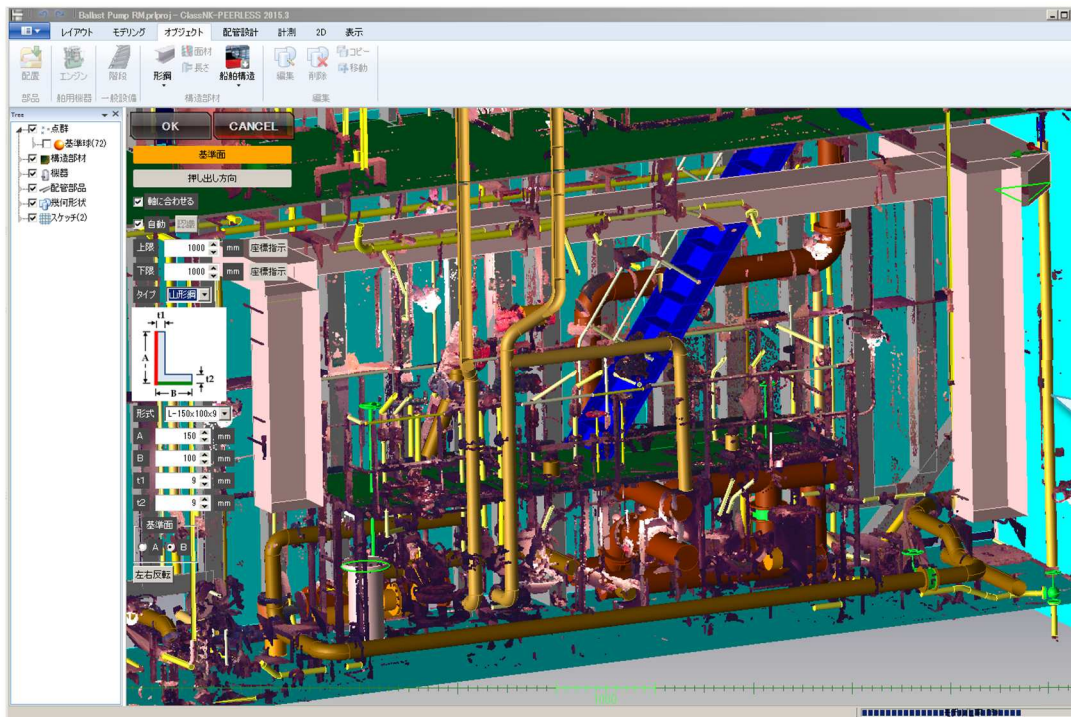 Ballast Pump RM.prlproj - ClassNK-PEERLESS 2015.3
レイアウト モデリング オブジェクト 配管設計 計測 2D 表示
配置 エンジン 階段 形鋼 面材 長さ 船舶構造 編集 削除 コピー 移動
部品 舶用機器 一般設備 構造部材 編集
Tree
点群
基準球(72)
構造部材
機器
配管部品
幾何形状
スケッチ(2)
OK CANCEL
基準面
押し出し方向
軸に合わせる
自動 認識
上限 1000 mm 座標指示
下限 1000 mm 座標指示
タイプ 山形鋼
t1
A
t2
B
形式 L-150x100x9
A 150 mm
B 100 mm
t1 9 mm
t2 9 mm
基準面
A B
左右反転